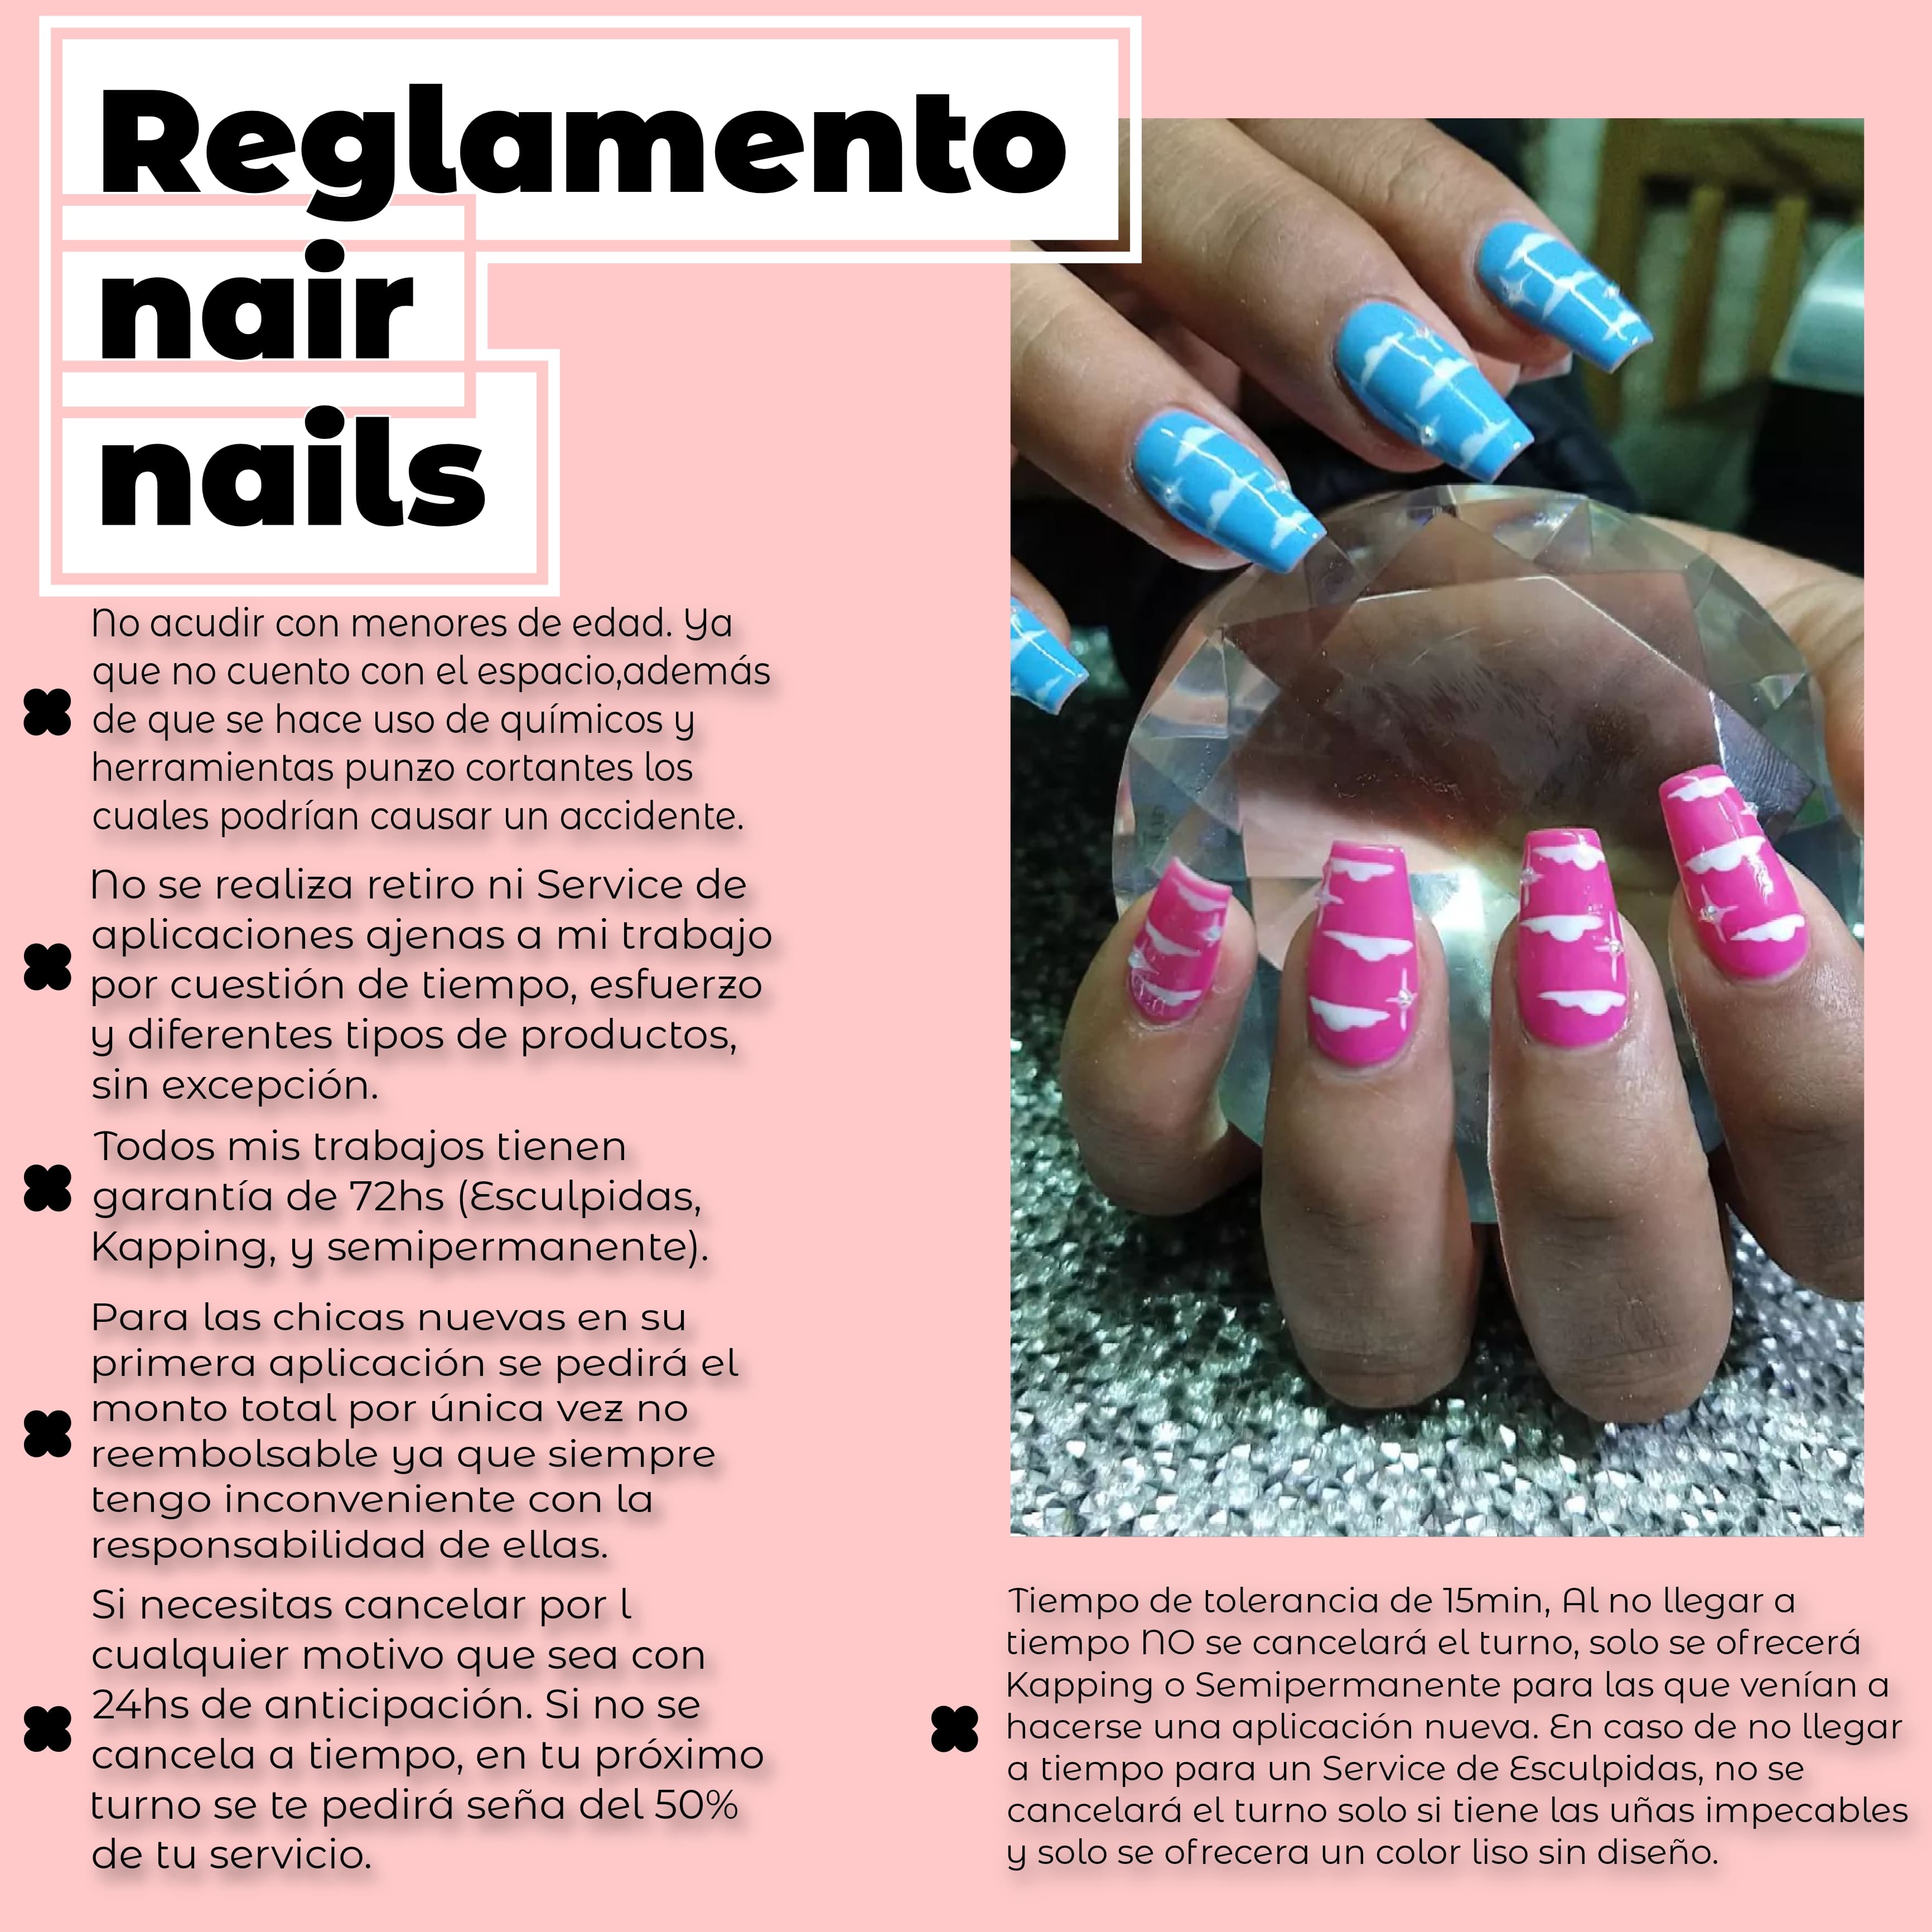 Reglamento
nair
nails
No acudir con menores de edad. Ya
que no cuento con el espacio,además
de que se hace uso de químicos y
herramientas punzo cortantes los
cuales podrían causar un accidente.
No se realiza retiro ni Service de
aplicaciones ajenas a mi trabajo
por cuestión de tiempo, esfuerzo
y diferentes tipos de productos,
sin excepción.
Todos mis trabajos tienen
garantía de 72hs (Esculpidas,
Kapping, y semipermanente).
Para las chicas nuevas en su
primera aplicación se pedirá el
monto total por única vez no
reembolsable ya que siempre
tengo inconveniente con la
responsabilidad de ellas.
Si necesitas cancelar por l
cualquier motivo que sea con
24hs de anticipación. Si no se
cancela a tiempo, en tu próximo
turno se te pedirá seña del 50%
de tu servicio.
Tiempo de tolerancia de 15min, Al no llegar a
tiempo NO se cancelará el turno, solo se ofrecerá
Kapping o Semipermanente para las que venían a
hacerse una aplicación nueva. En caso de no llegar
a tiempo para un Service de Esculpidas, no se
cancelará el turno solo si tiene las uñas impecables
y solo se ofrecera un color liso sin diseño.